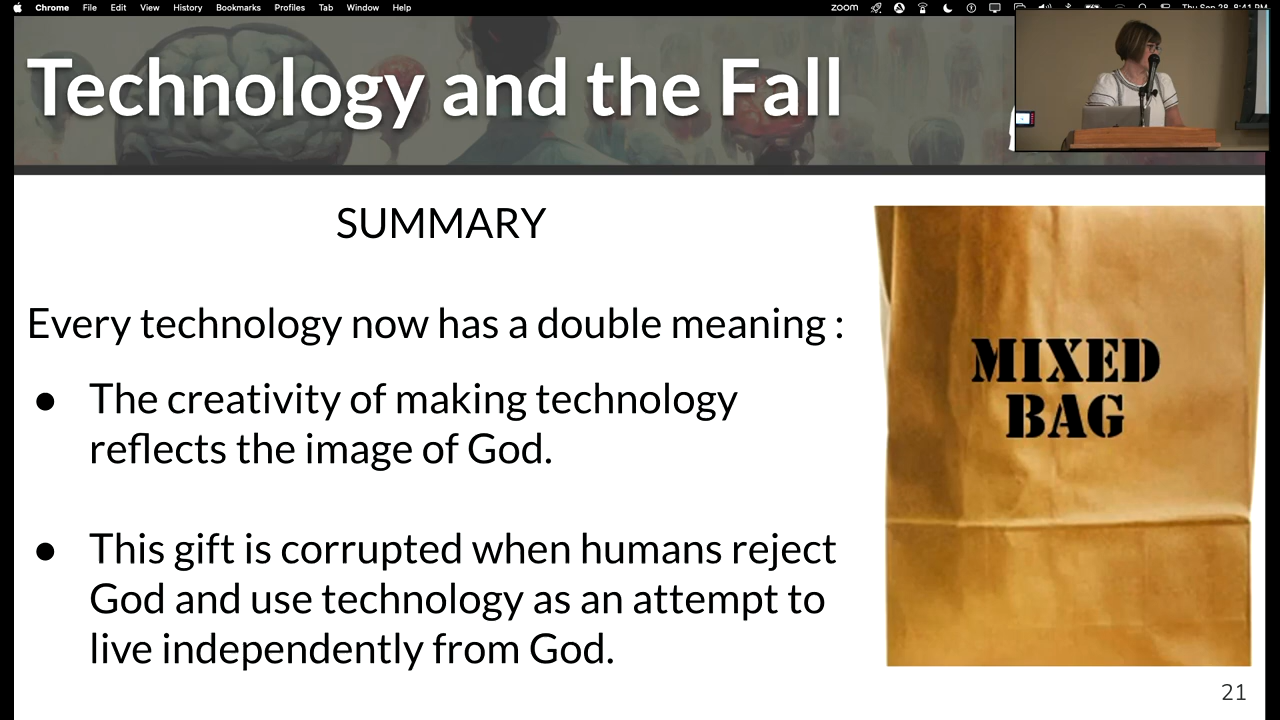 Chrome File Edit View History Bookmarks Profiles Tab Window Help zoom Thu Sep 28 8:41 PM
Technology and the Fall
SUMMARY
Every technology now has a double meaning :
● The creativity of making technology
reflects the image of God.
● This gift is corrupted when humans reject
God and use technology as an attempt to
live independently from God.
MIXED
BAG
21